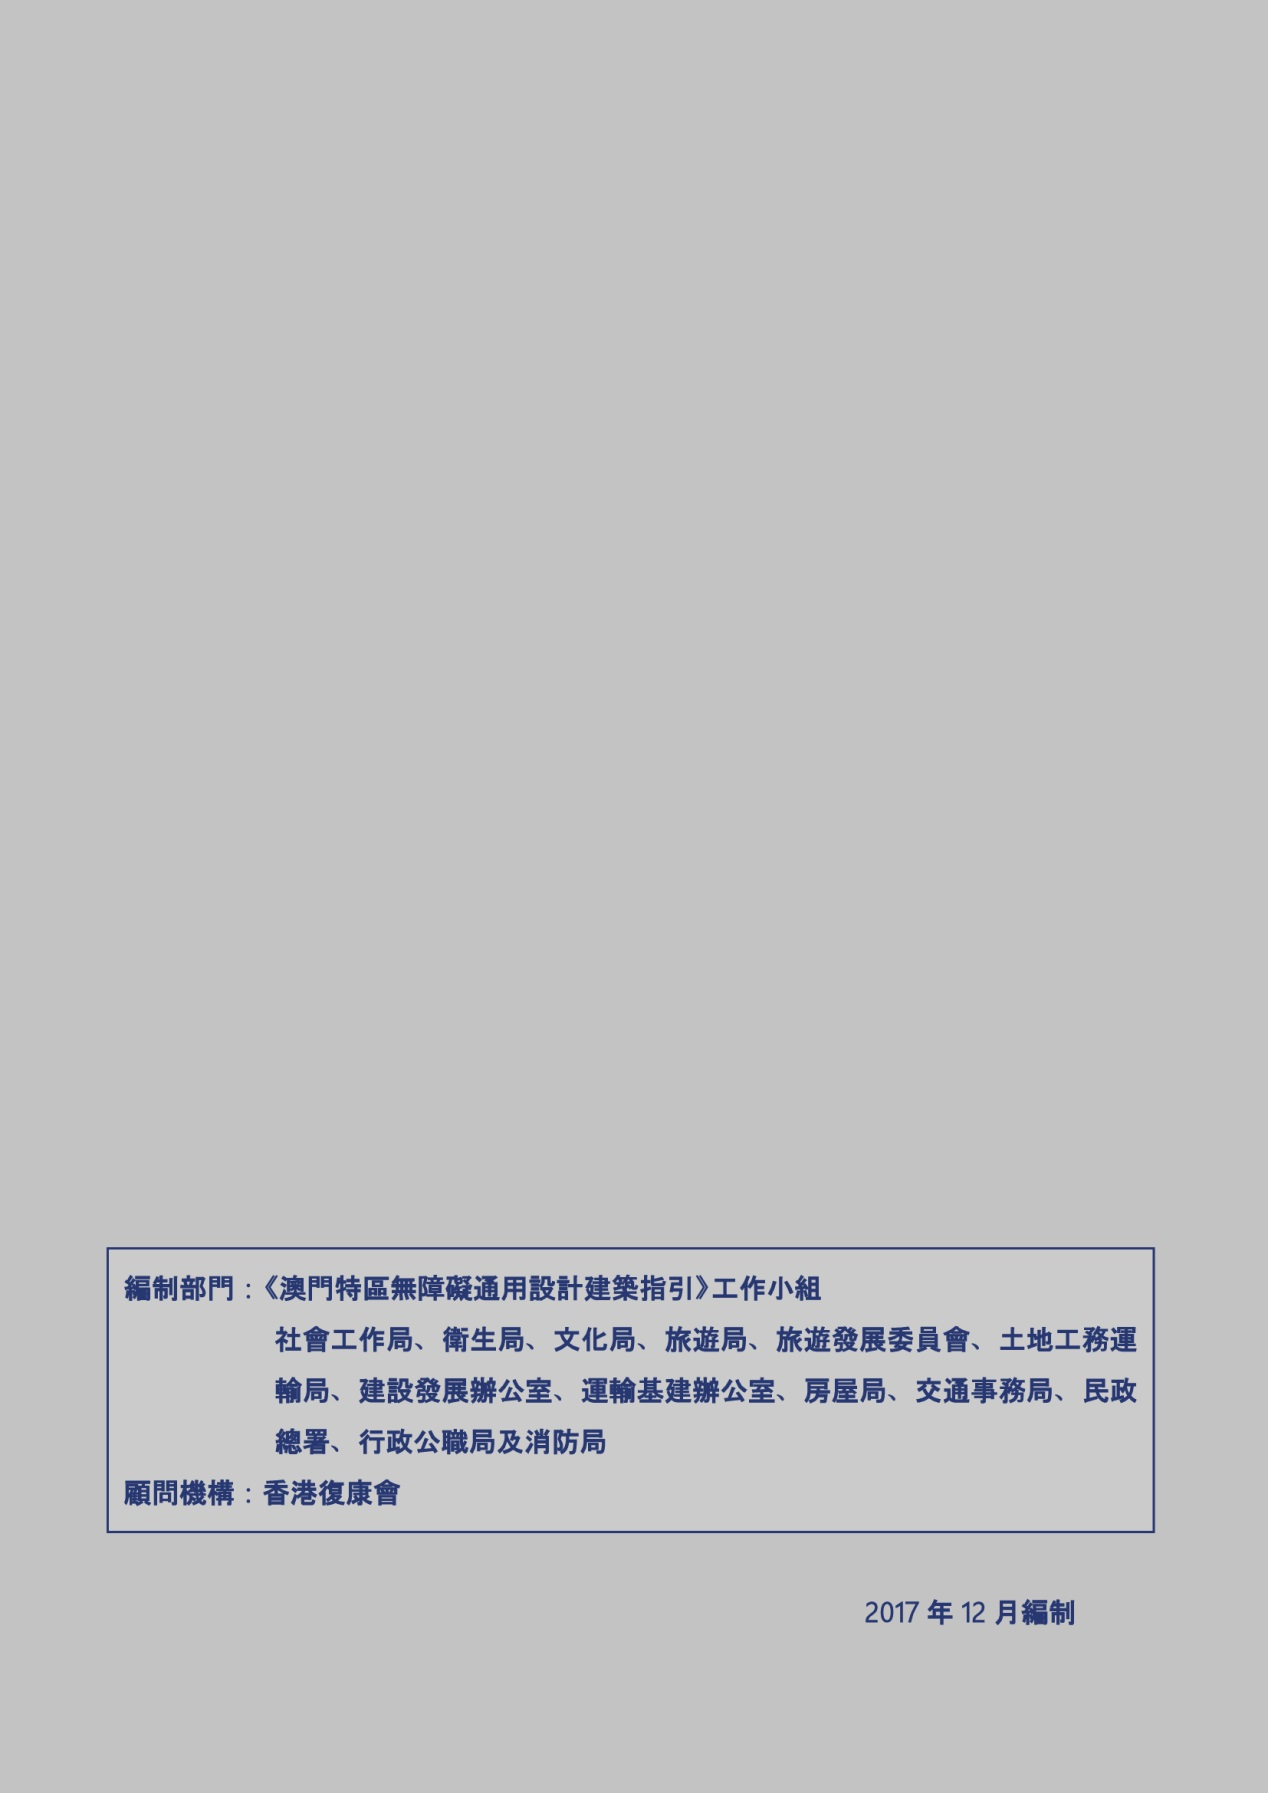 編制部門：《澳門特區無障礙通用設計建築指引》工作小組
社會工作局、衛生局、文化局、旅遊局、旅遊發展委員會、土地工務運
輸局、建設發展辦公室、運輸基建辦公室、房屋局、交通事務局、民政
總署、行政公職局及消防局
顧問機構：香港復康會
2017 年 12 月編制